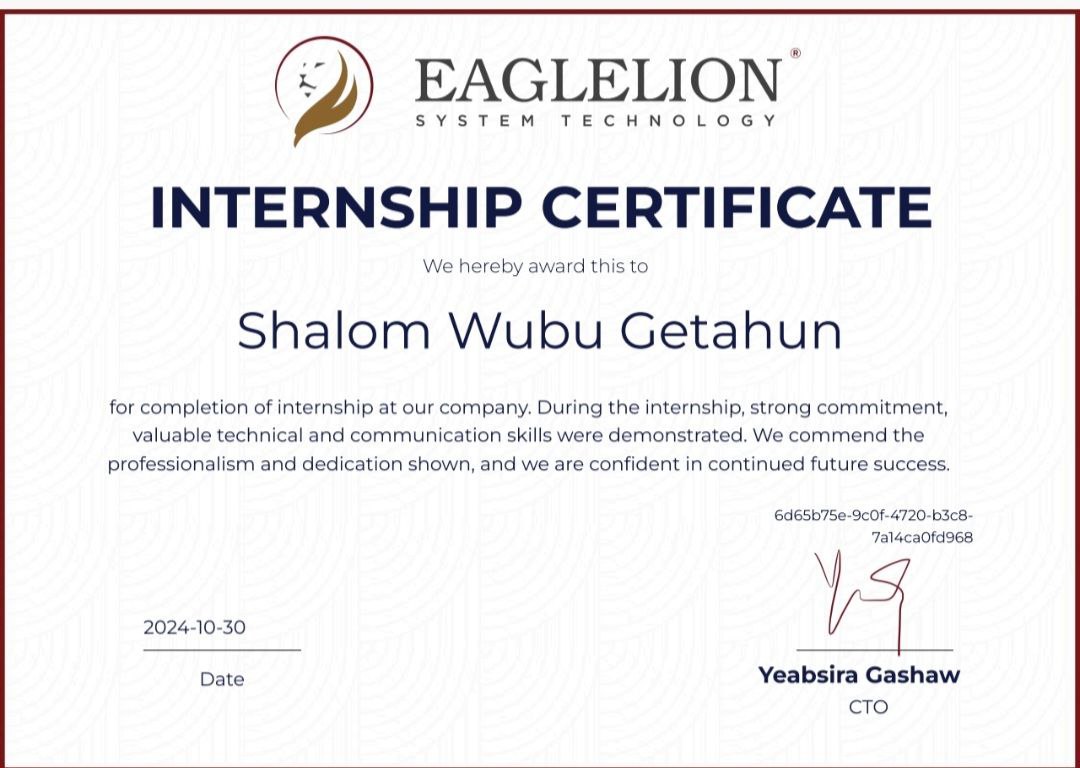 EAGLELION®
SYSTEM TECHNOLOGY
INTERNSHIP CERTIFICATE
We hereby award this to
Shalom Wubu Getahun
for completion of internship at our company. During the internship, strong commitment,
valuable technical and communication skills were demonstrated. We commend the
professionalism and dedication shown, and we are confident in continued future success.
6d65b75e-9c0f-4720-b3c8-
7a14ca0fd968
2024-10-30
Date
Yeabsira Gashaw
CTO